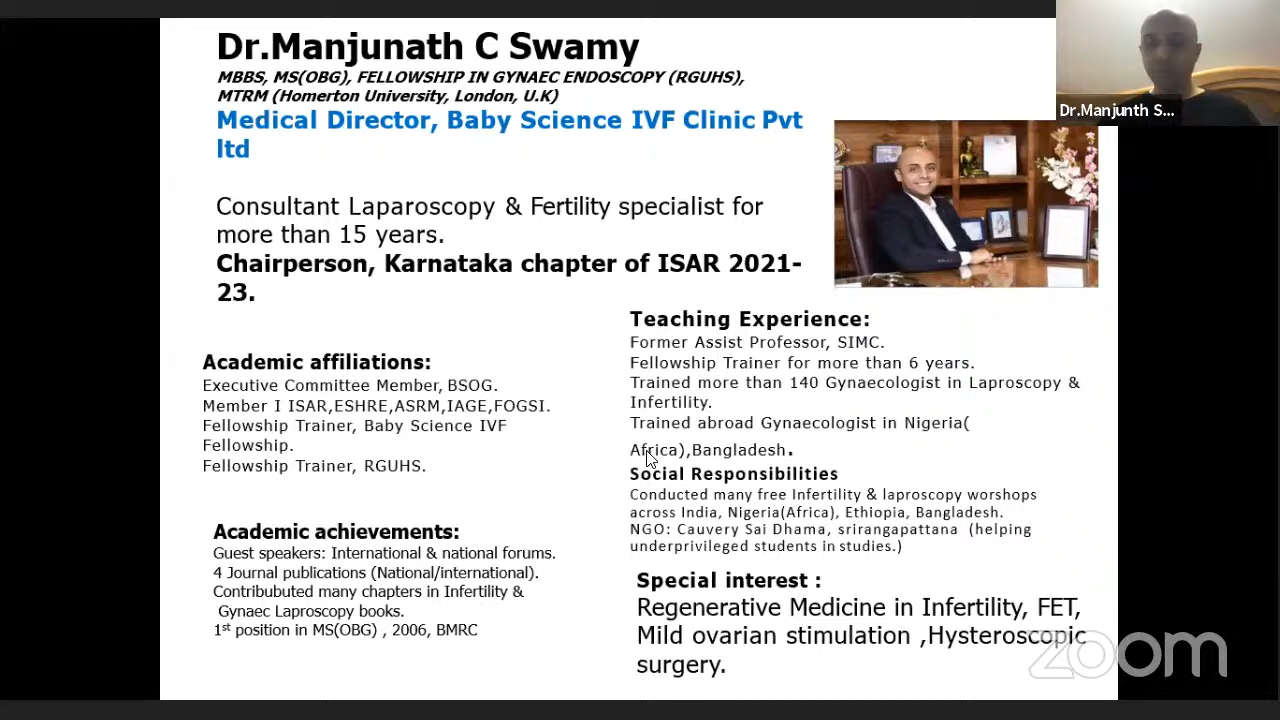 Dr.Manjunath C Swamy
MBBS, MS(OBG), FELLOWSHIP IN GYNAEC ENDOSCOPY (RGUHS),
MTRM (Homerton University, London, U.K)
Medical Director, Baby Science IVF Clinic Pvt
ltd
Dr.Manjunth S...
Consultant Laparoscopy & Fertility specialist for
more than 15 years.
Chairperson, Karnataka chapter of ISAR 2021-
23.
Academic affiliations:
Executive Committee Member, BSOG.
Member I ISAR,ESHRE,ASRM,IAGE,FOGSI.
Fellowship Trainer, Baby Science IVF
Fellowship.
Fellowship Trainer, RGUHS.
Academic achievements:
Guest speakers: International & national forums.
4 Journal publications (National/international).
Contribubuted many chapters in Infertility &
Gynaec Laproscopy books.
1st position in MS(OBG) , 2006, BMRC
Teaching Experience:
Former Assist Professor, SIMC.
Fellowship Trainer for more than 6 years.
Trained more than 140 Gynaecologist in Laproscopy &
Infertility.
Trained abroad Gynaecologist in Nigeria(
Africa),Bangladesh.
Social Responsibilities
Conducted many free Infertility & laproscopy worshops
across India, Nigeria(Africa), Ethiopia, Bangladesh.
NGO: Cauvery Sai Dhama, srirangapattana (helping
underprivileged students in studies.)
Special interest :
Regenerative Medicine in Infertility, FET,
Mild ovarian stimulation ,Hysteroscopic
surgery.
zoom